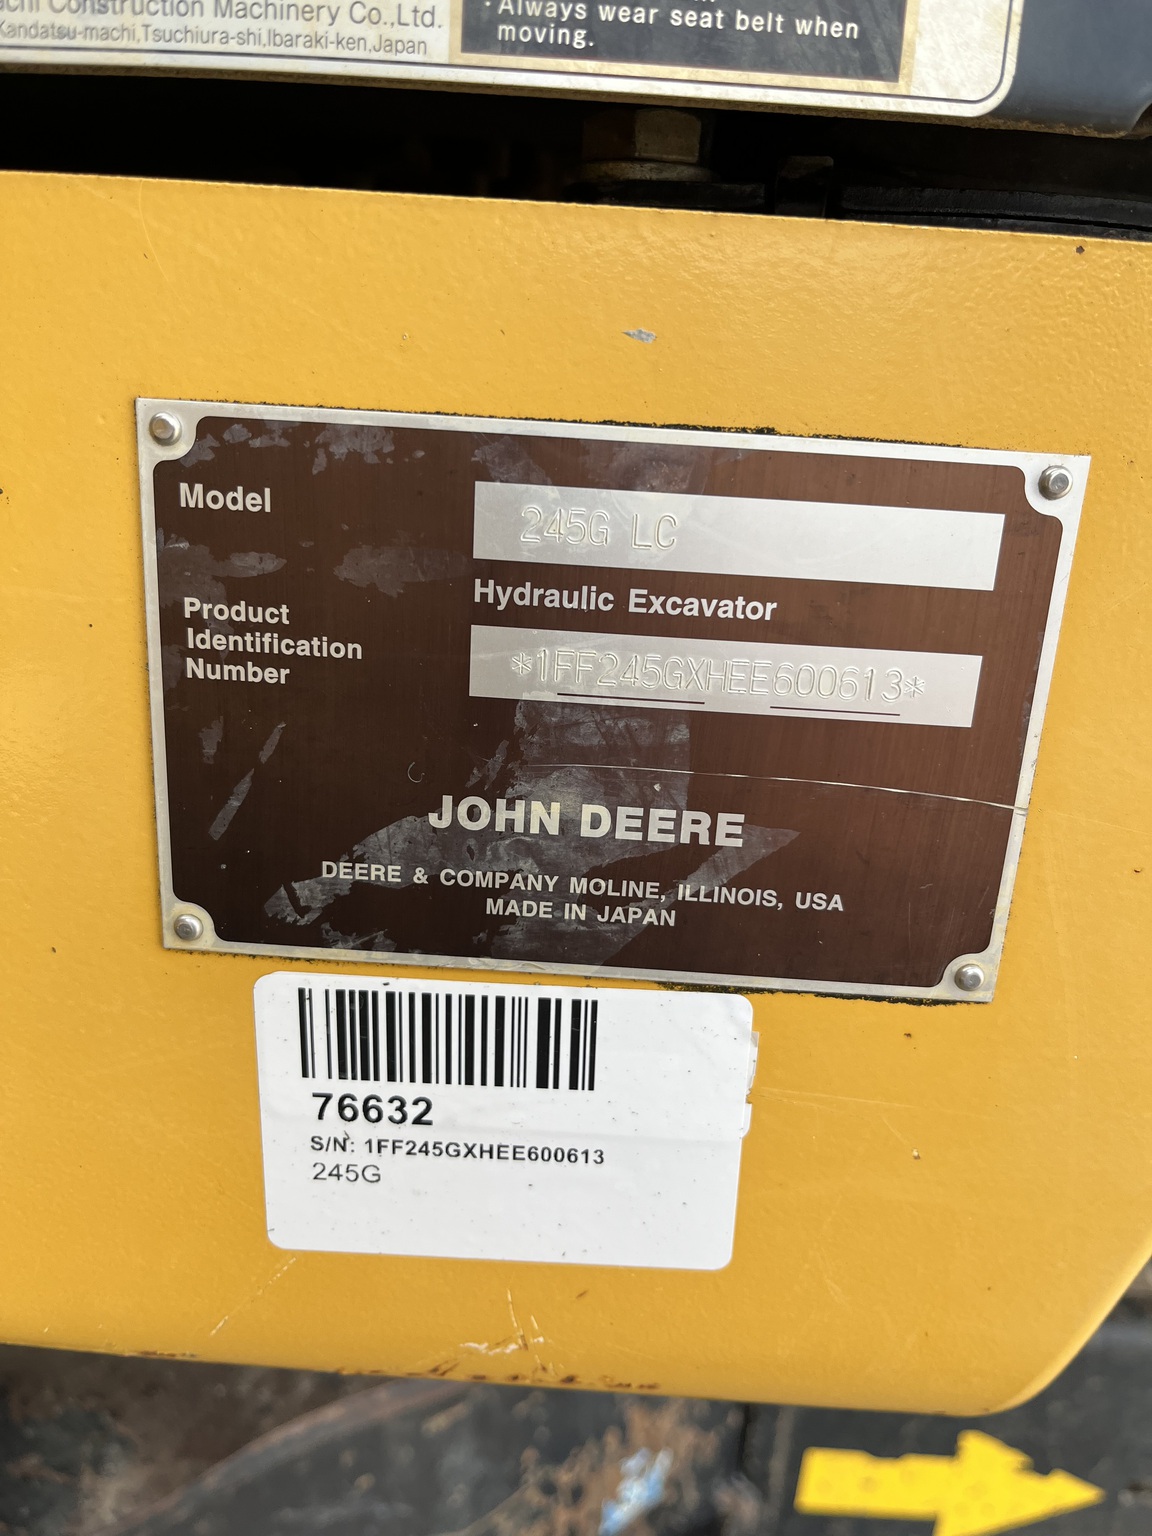 Construction Machinery Co.,Ltd.
Kandatsu-machi,Tsuchiura-shi,Ibaraki-ken,Japan
· Always wear seat belt when
moving.
Model
245G LC
Hydraulic Excavator
Product
Identification
Number
*1FF245GXHEE600613*
JOHN DEERE
DEERE & COMPANY MOLINE, ILLINOIS, USA
MADE IN JAPAN
76632
S/N: 1FF245GXHEE600613
245G